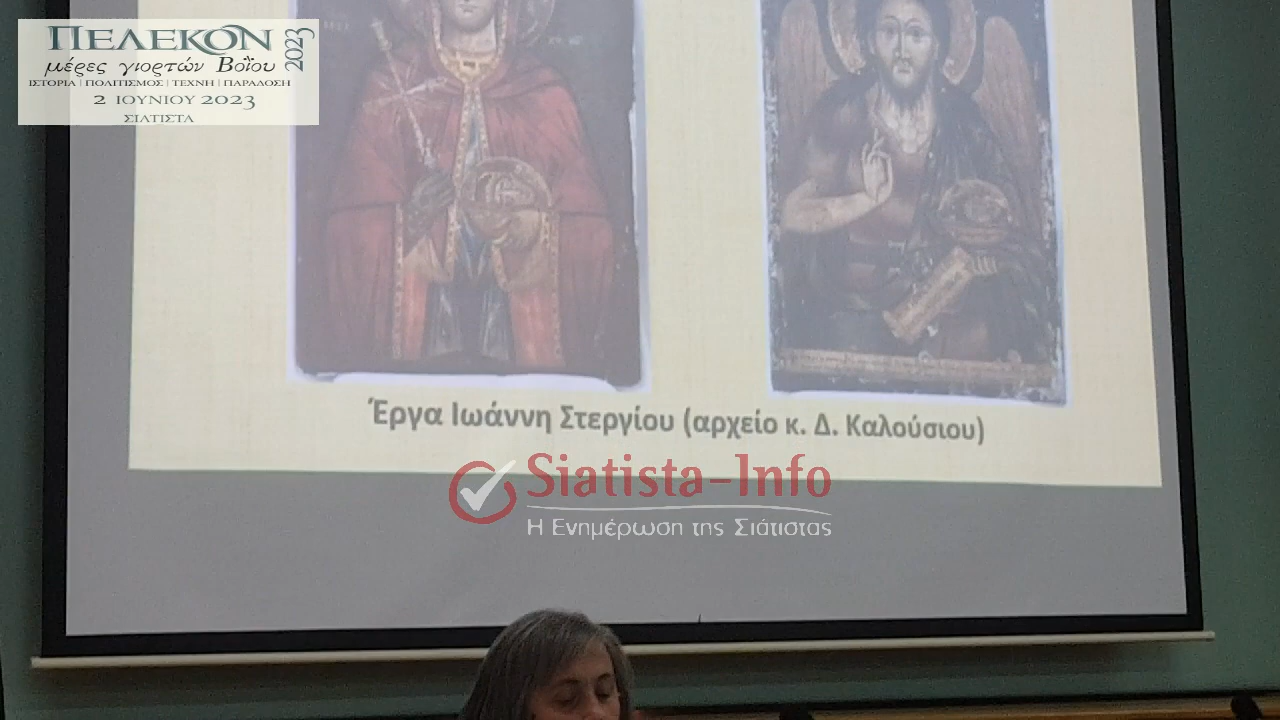 ΠΕΛΕΚΟΝ 2023
μέρες γιορτών Βοΐου
ΙΣΤΟΡΙΑ | ΠΟΛΙΤΙΣΜΟΣ | ΤΕΧΝΗ | ΠΑΡΑΔΟΣΗ
2 ΙΟΥΝΙΟΥ 2023
ΣΙΑΤΙΣΤΑ
Έργα Ιωάννη Στεργίου (αρχείο κ. Δ. Καλούσιου)
Siatista-Info
Η Ενημέρωση της Σιάτιστας